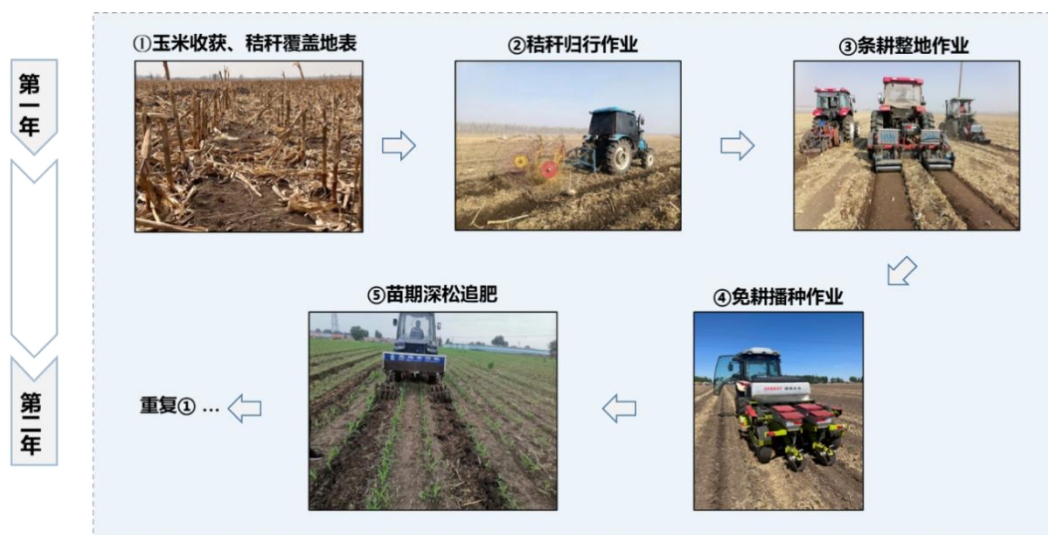 第一年
①玉米收获、秸秆覆盖地表
②秸秆归行作业
③条耕整地作业
⑤苗期深松追肥
④免耕播种作业
重复① …
第二年